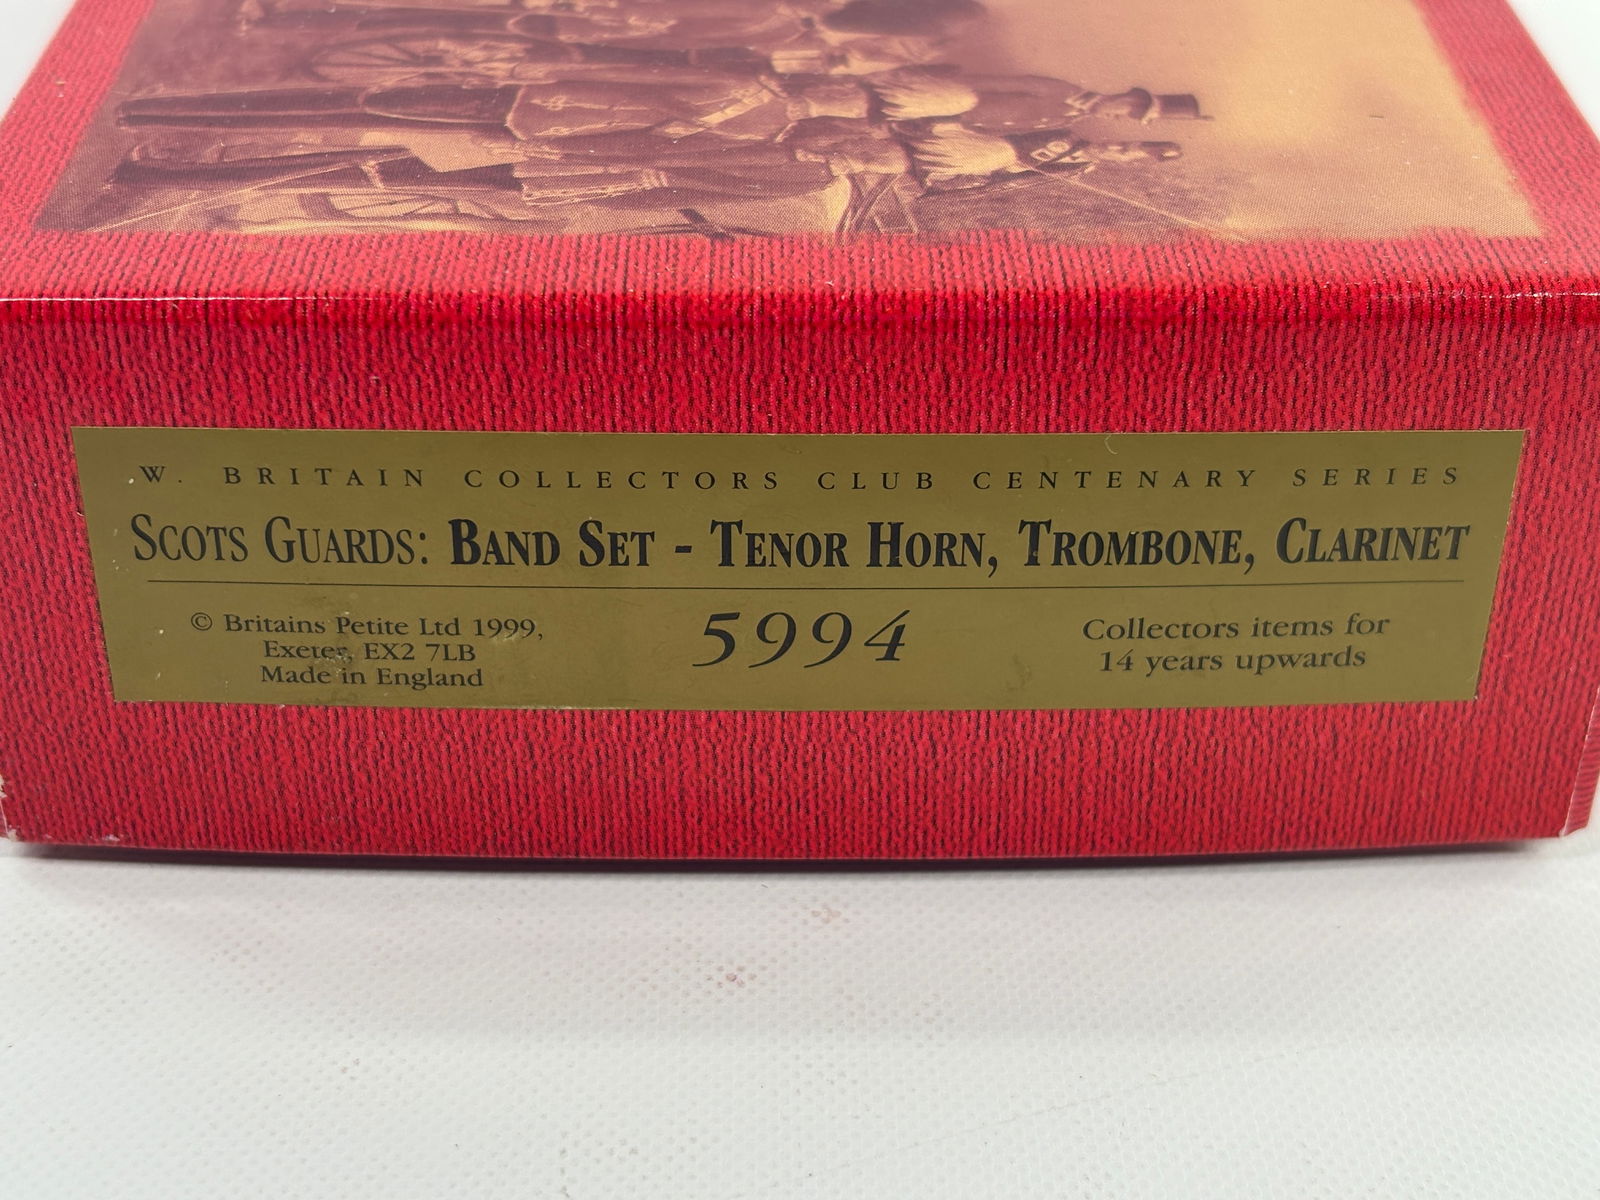 W. BRITAIN COLLECTORS CLUB CENTENARY SERIES
SCOTS GUARDS: BAND SET - TENOR HORN, TROMBONE, CLARINET
© Britains Petite Ltd 1999,
Exeter, EX2 7LB
Made in England
5994
Collectors items for
14 years upwards